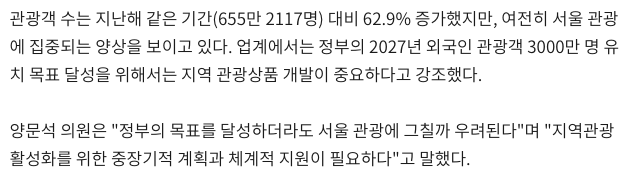 관광객 수는 지난해 같은 기간(655만 2117명) 대비 62.9% 증가했지만, 여전히 서울 관광
에 집중되는 양상을 보이고 있다. 업계에서는 정부의 2027년 외국인 관광객 3000만 명 유
치 목표 달성을 위해서는 지역 관광상품 개발이 중요하다고 강조했다.
양문석 의원은 "정부의 목표를 달성하더라도 서울 관광에 그칠까 우려된다"며 "지역관광
활성화를 위한 중장기적 계획과 체계적 지원이 필요하다"고 말했다.